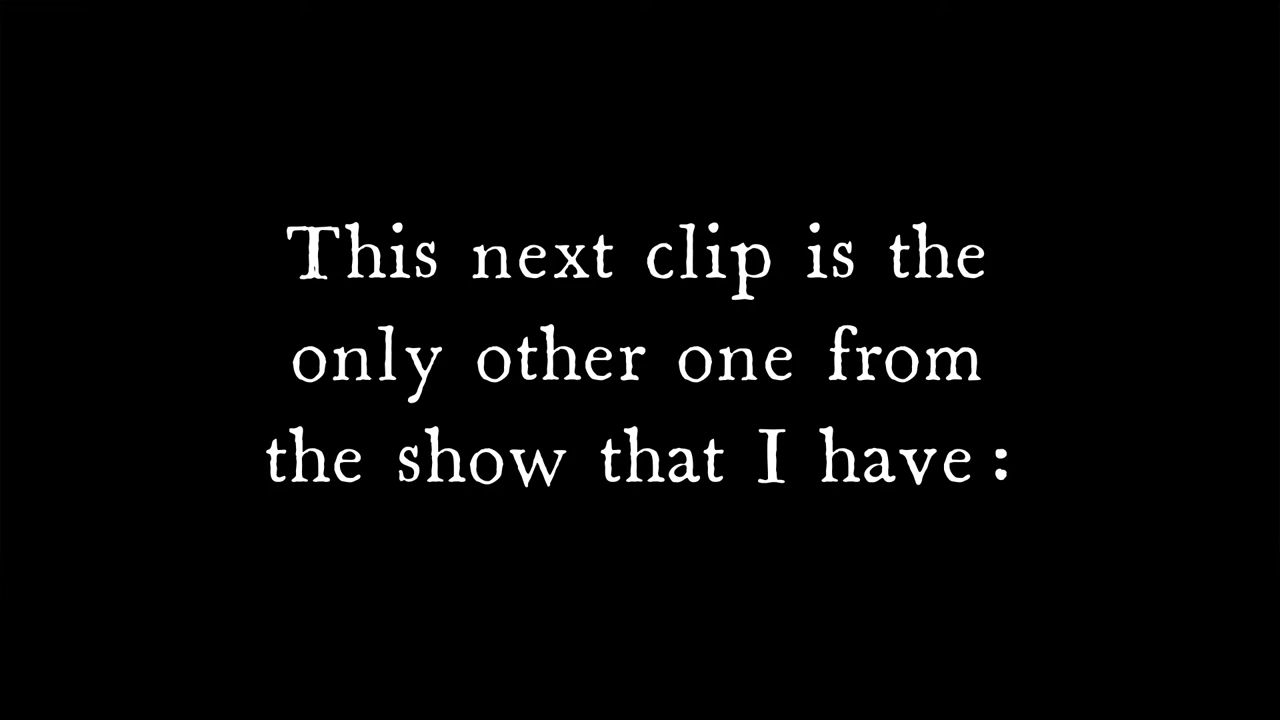 This next clip is the
only other one from
the show that I have :